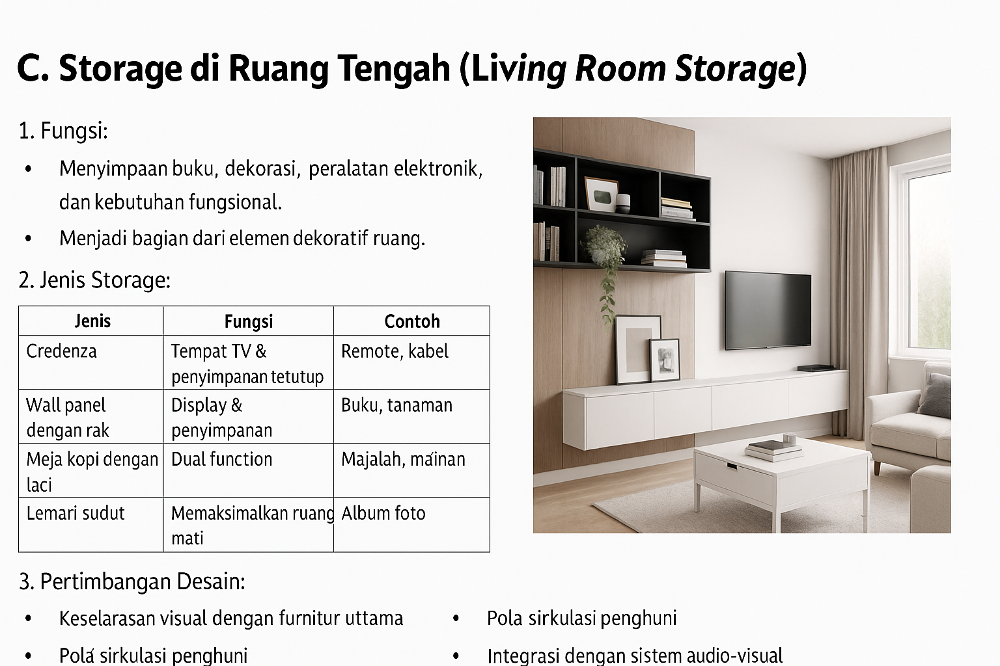 C. Storage di Ruang Tengah (Living Room Storage)
1. Fungsi:
• Menyimpaan buku, dekorasi, peralatan elektronik,
dan kebutuhan fungsional.
• Menjadi bagian dari elemen dekoratif ruang.
2. Jenis Storage:
Jenis Fungsi Contoh
Credenza Tempat TV & Remote, kabel
penyimpanan tetutup
Wall panel Display & Buku, tanaman
dengan rak penyimpanan
Meja kopi dengan Dual function Majalah, ma´inan
laci
Lemari sudut Memaksimalkan ruang Album foto
mati
3. Pertimbangan Desain:
• Keselarasan visual dengan furnitur uttama
• Polá sirkulasi penghuni
• Pola sirkulasi penghuni
• Integrasi dengan sistem audio-visual